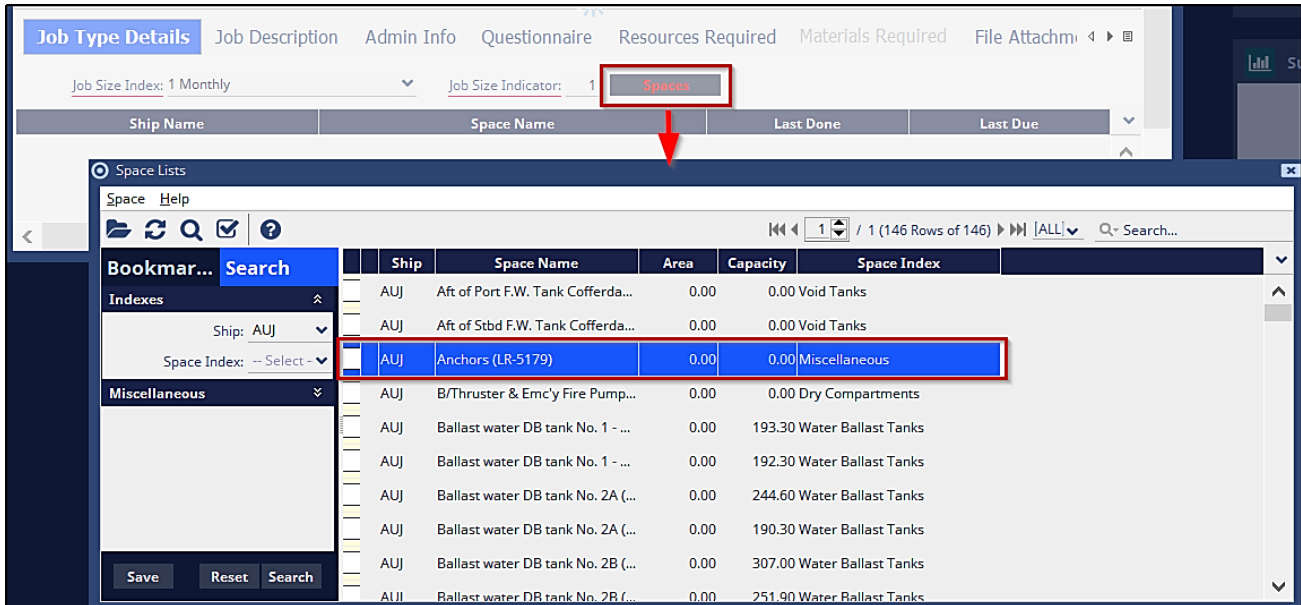 Job Type Details Job Description Admin Info Questionnaire Resources Required Materials Required File Attachme
Su
Job Size Index: 1 Monthly Job Size Indicator: 1 Spaces
Ship Name Space Name Last Done Last Due
Space Lists
Space Help
1 / 1 (146 Rows of 146) [ALL] Search...
Bookmar... Search
Ship Space Name Area Capacity Space Index
Indexes
AUJ Aft of Port F.W. Tank Cofferda... 0.00 0.00 Void Tanks
Ship: AUJ
AUJ Aft of Stbd F.W. Tank Cofferda... 0.00 0.00 Void Tanks
Space Index: -- Select -
AUJ Anchors (LR-5179) 0.00 0.00 Miscellaneous
Miscellaneous
AUJ B/Thruster & Emc'y Fire Pump... 0.00 0.00 Dry Compartments
AUJ Ballast water DB tank No. 1 - ... 0.00 193.30 Water Ballast Tanks
AUJ Ballast water DB tank No. 1 - ... 0.00 192.30 Water Ballast Tanks
AUJ Ballast water DB tank No. 2A (... 0.00 244.60 Water Ballast Tanks
AUJ Ballast water DB tank No. 2A (... 0.00 190.30 Water Ballast Tanks
AUJ Ballast water DB tank No. 2B (... 0.00 307.00 Water Ballast Tanks
Save Reset Search
AUJ Ballast water DB tank No. 2B (... 0.00 251.90 Water Ballast Tanks